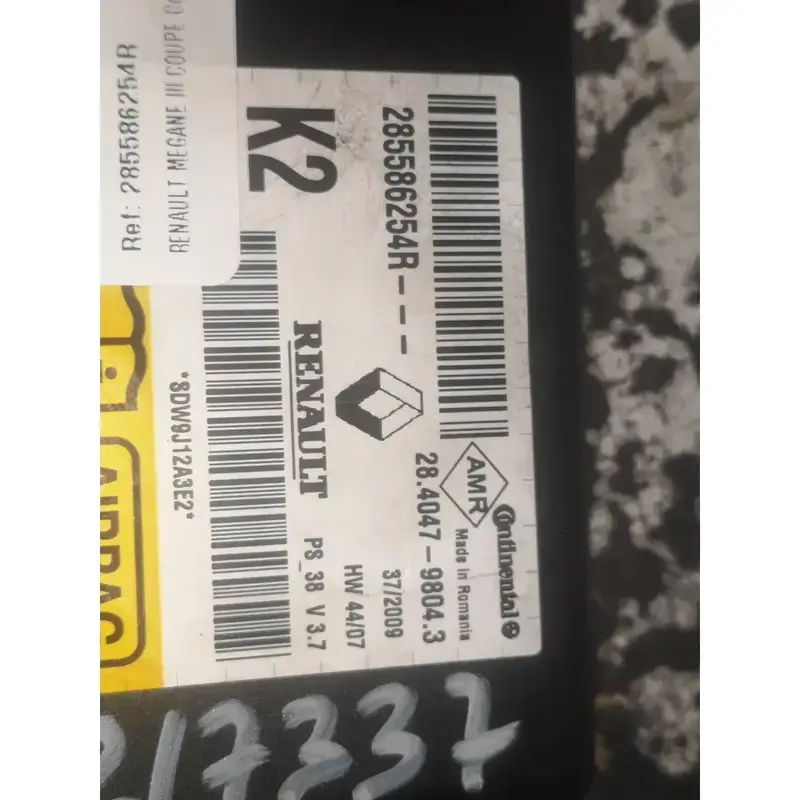 Ref: 285586254R
RENAULT MEGANE III COUPE
K2
285586254R---
RENAULT
AMR
Continental
Made in Romania
28.4047-9804.3
37/2009
HW 44/07
PS_38 V 3.7
*8DW9J12A3E2*
AIRBAG
17337